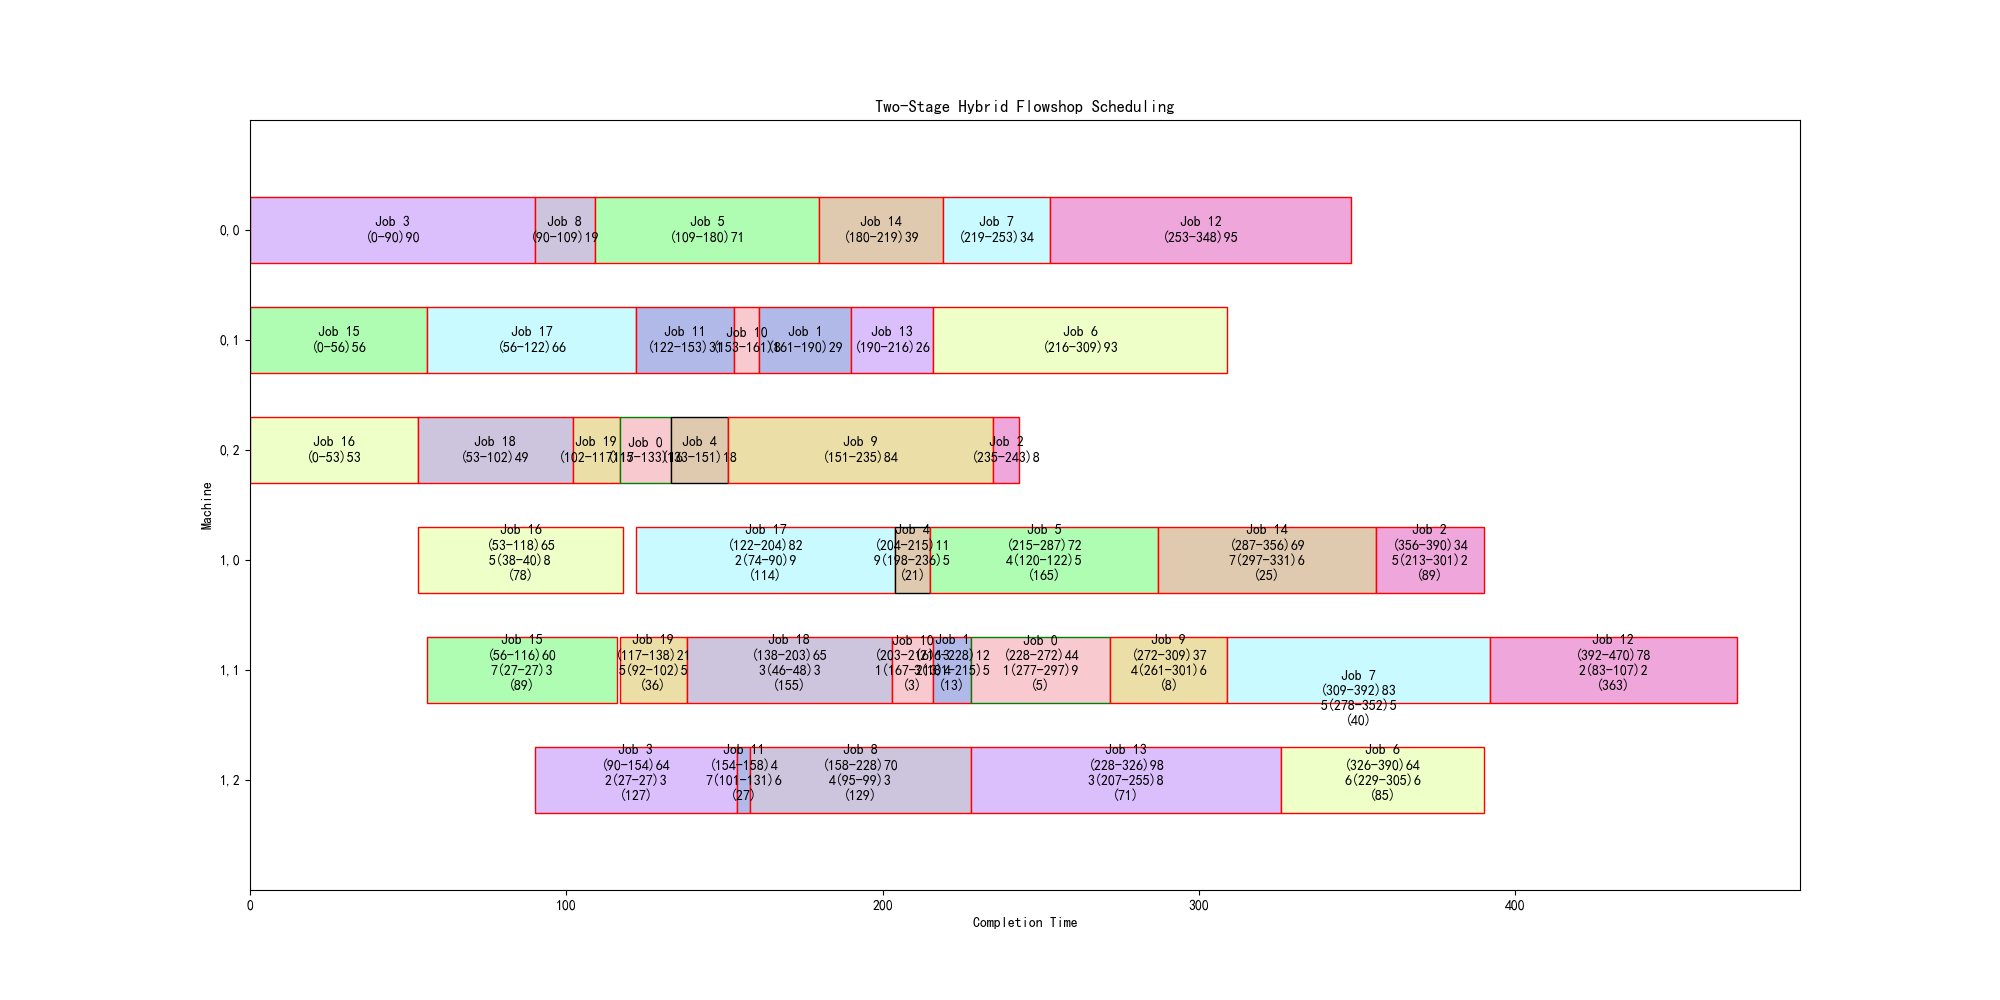 Two-Stage Hybrid Flowshop Scheduling
0,0
Job 3
(0-90)90
Job 8
(90-109)19
Job 5
(109-180)71
Job 14
(180-219)39
Job 7
(219-253)34
Job 12
(253-348)95
0,1
Job 15
(0-56)56
Job 17
(56-122)66
Job 11
(122-153)31
Job 10
(153-161)8
Job 1
(161-190)29
Job 13
(190-216)26
Job 6
(216-309)93
0,2
Job 16
(0-53)53
Job 18
(53-102)49
Job 19
(102-117)15
Job 0
(117-133)16
Job 4
(133-151)18
Job 9
(151-235)84
Job 2
(235-243)8
Machine
1,0
Job 16
(53-118)65
5(38-40)8
(78)
Job 17
(122-204)82
2(74-90)9
(114)
Job 4
(204-215)11
9(198-236)5
(21)
Job 5
(215-287)72
4(120-122)5
(165)
Job 14
(287-356)69
7(297-331)6
(25)
Job 2
(356-390)34
5(213-301)2
(89)
1,1
Job 15
(56-116)60
7(27-27)3
(89)
Job 19
(117-138)21
5(92-102)5
(36)
Job 18
(138-203)65
3(46-48)3
(155)
Job 10
(203-216)13
(3)
Job 1
(216-228)12
(13)
Job 0
(228-272)44
1(277-297)9
(5)
Job 9
(272-309)37
4(261-301)6
(8)
Job 7
(309-392)83
5(278-352)5
(40)
Job 12
(392-470)78
2(83-107)2
(363)
1,2
Job 3
(90-154)64
2(27-27)3
(127)
Job 11
(154-158)4
7(101-131)6
(27)
Job 8
(158-228)70
4(95-99)3
(129)
Job 13
(228-326)98
3(207-255)8
(71)
Job 6
(326-390)64
6(229-305)6
(85)
0 100 200 300 400
Completion Time